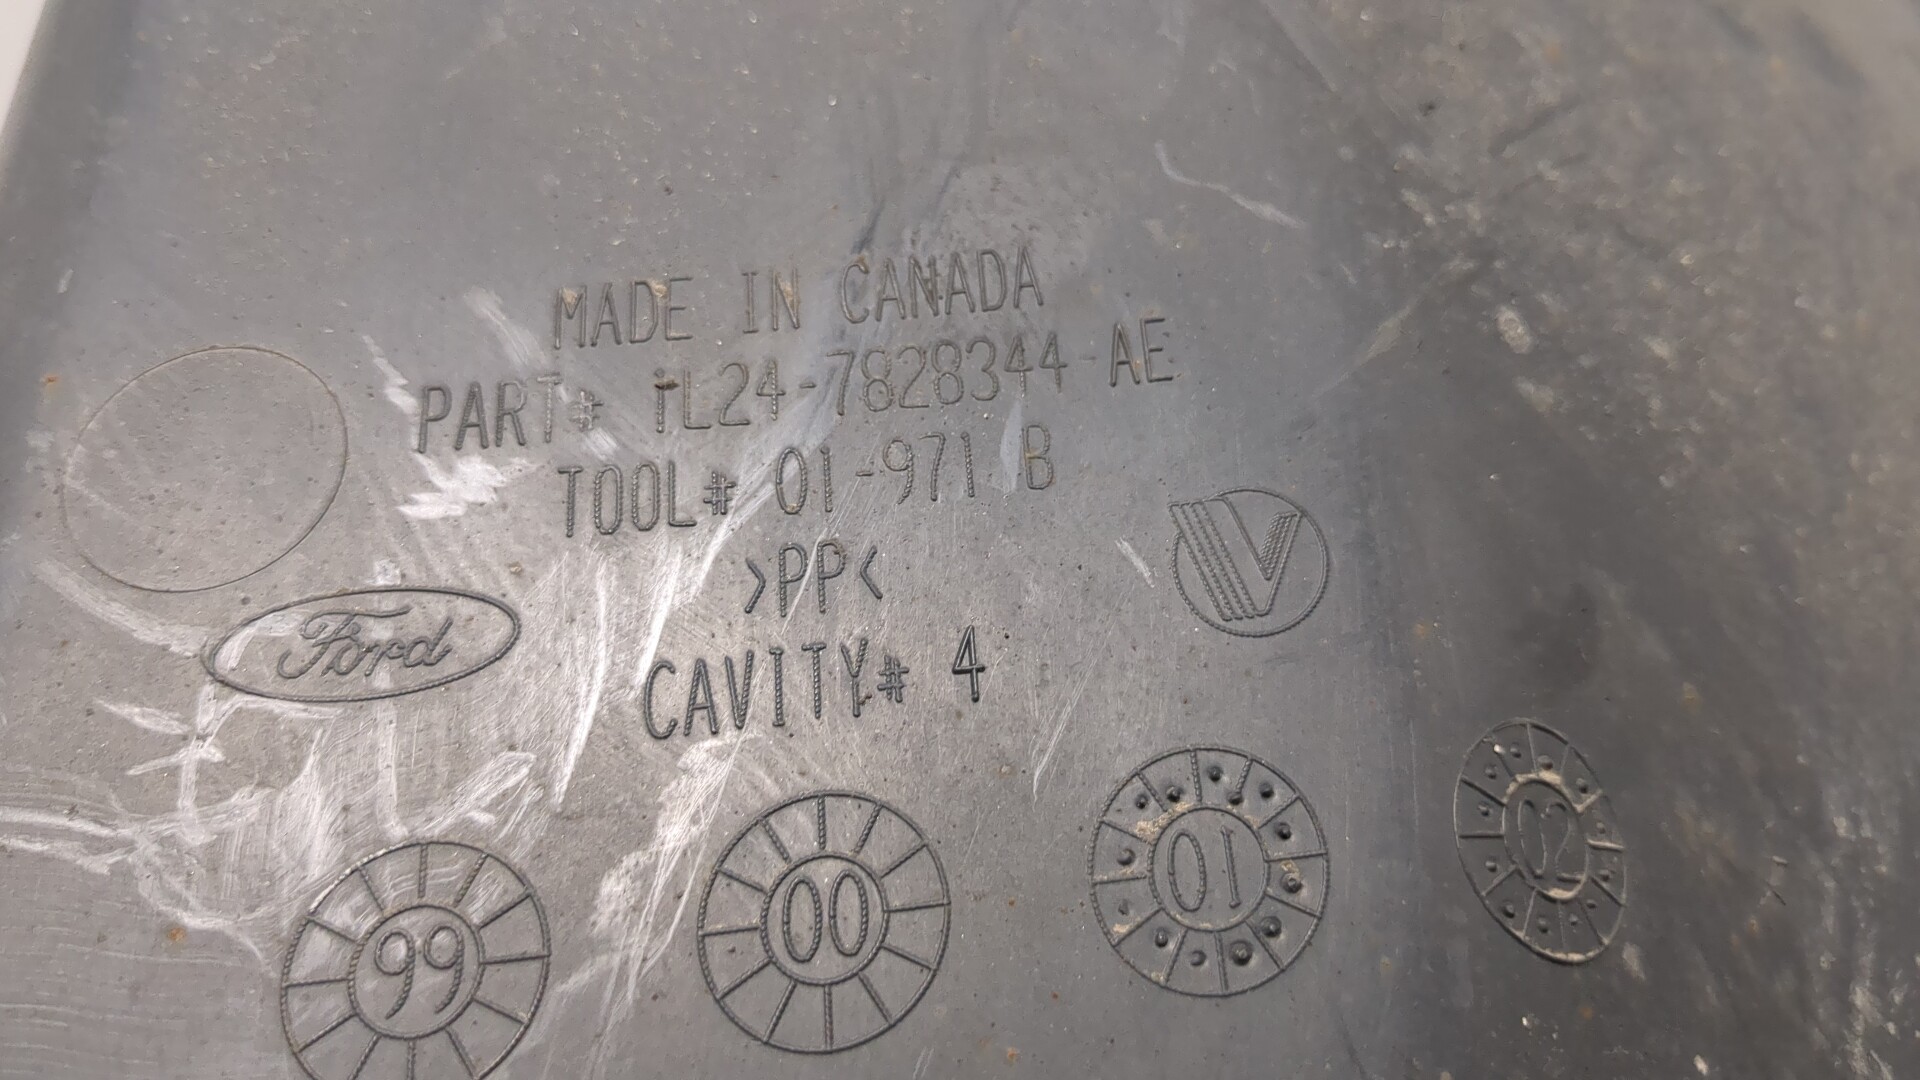 MADE IN CANADA
PART# 1L24-7828344-AE
TOOL# 01-971 B
>PP<
Ford
V
CAVITY# 4
99
00
01
02